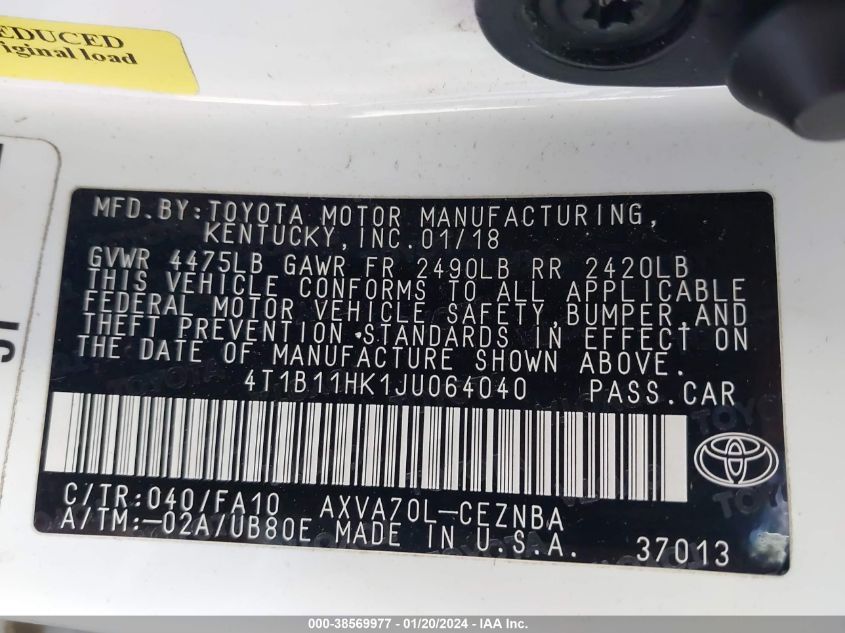 EDUCED
iginal load
MFD.BY:TOYOTA MOTOR MANUFACTURING,
KENTUCKY, INC.01/18
GVWR 4475LB GAWR FR 2490LB RR 2420LB
THIS VEHICLE CONFORMS TO ALL APPLICABLE
FEDERAL MOTOR VEHICLE SAFETY, BUMPER, AND
THEFT PREVENTION STANDARDS IN EFFECT ON
THE DATE OF MANUFACTURE SHOWN ABOVE.
4T1B11HK1JU064040 PASS.CAR
C/TR:040/FA10 AXVA70L-CEZNBA
A/TM:-02A/UB80E MADE IN U.S.A. 37013
000-38569977 - 01/20/2024 - IAA Inc.